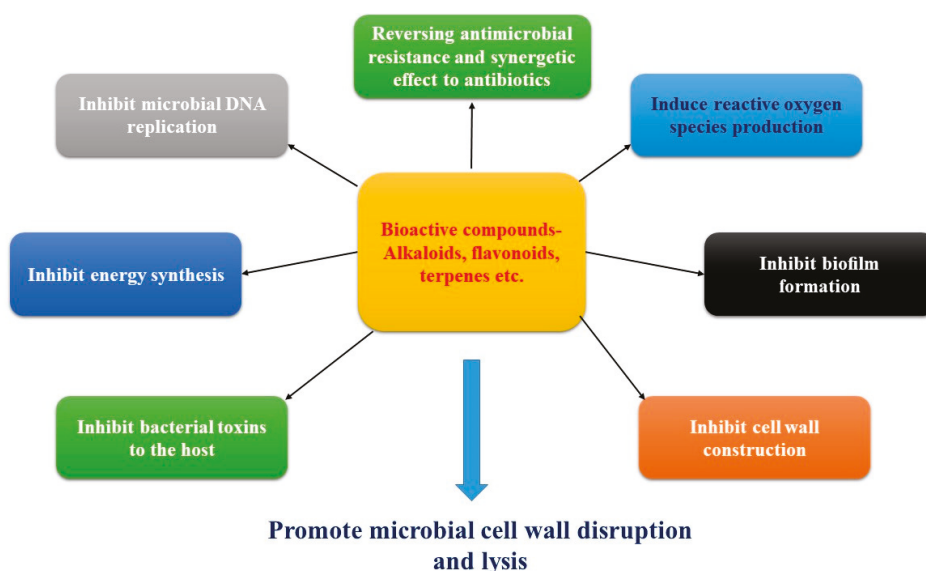 Reversing antimicrobial
resistance and synergetic
effect to antibiotics
Inhibit microbial DNA
replication
Induce reactive oxygen
species production
Bioactive compounds-
Alkaloids, flavonoids,
terpenes etc.
Inhibit energy synthesis
Inhibit biofilm
formation
Inhibit bacterial toxins
to the host
Inhibit cell wall
construction
Promote microbial cell wall disruption
and lysis